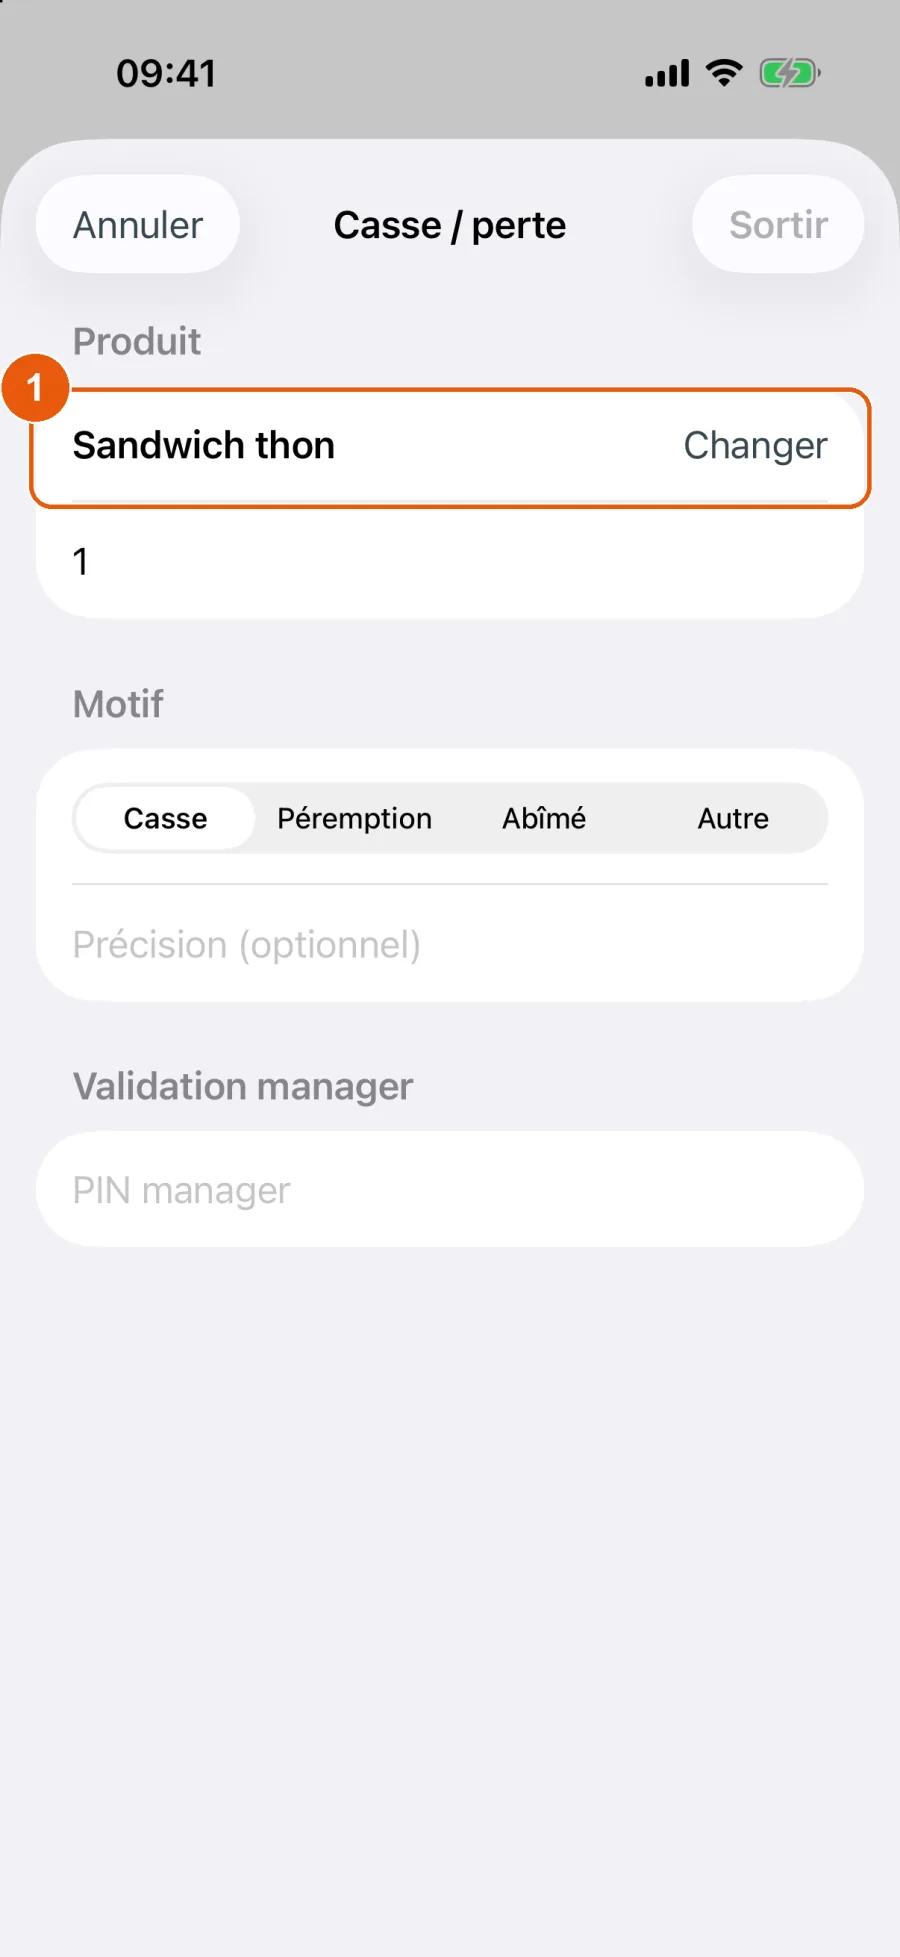 09:41
Annuler Casse / perte Sortir
Produit
1
Sandwich thon Changer
1
Motif
Casse Péremption Abîmé Autre
Précision (optionnel)
Validation manager
PIN manager